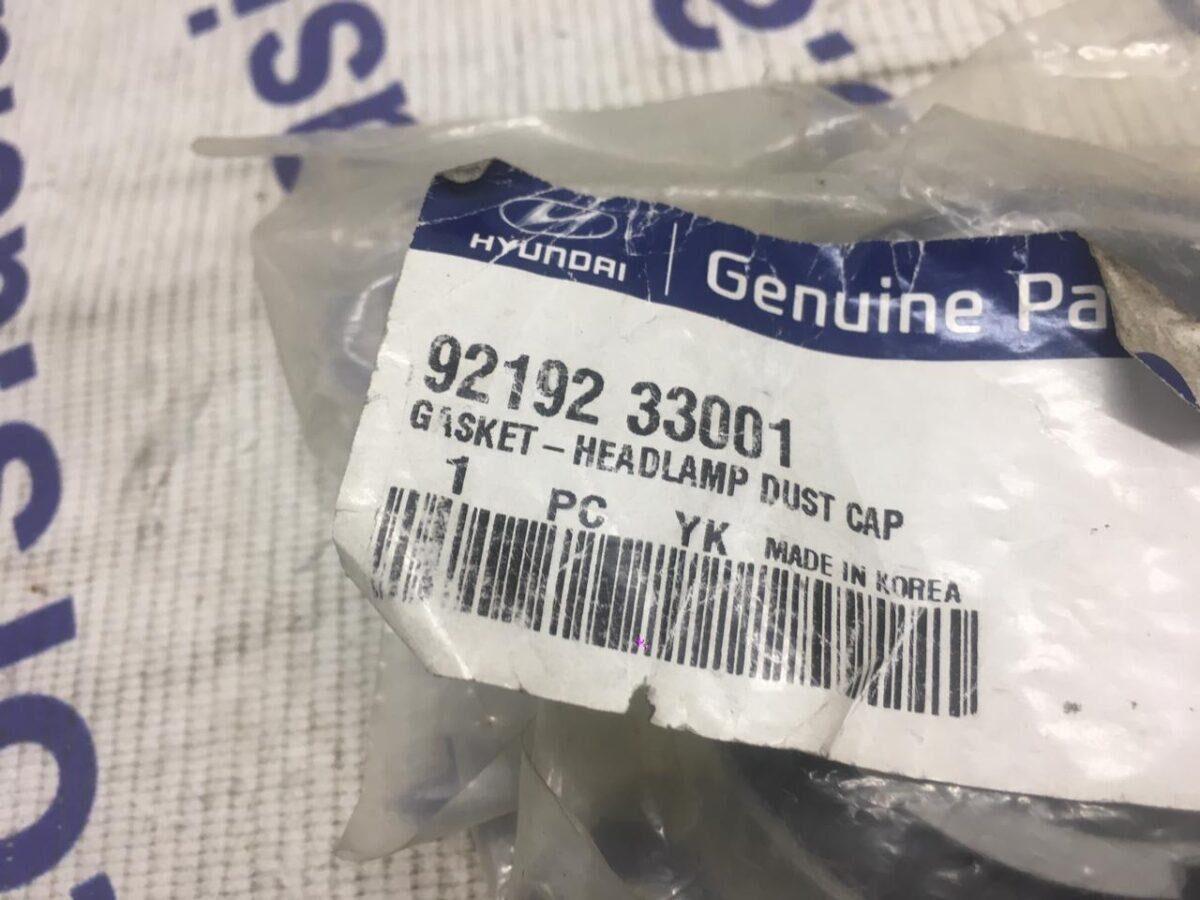 HYUNDAI
Genuine Pa
92192 33001
GASKET – HEADLAMP DUST CAP
1 PC YK MADE IN KOREA